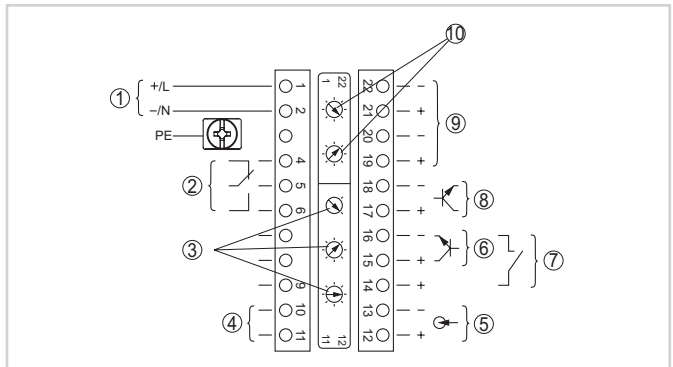 ⑩
① +/L 1 1 22 22 −
−/N 2 21 + ⑨
PE 20 −
② 4 19 +
5 18 − ⑧
6 17 +
③ 16 − ⑥ ⑦
15 +
9 14 −
④ 10 13 − ⑤
11 11 12 12 +